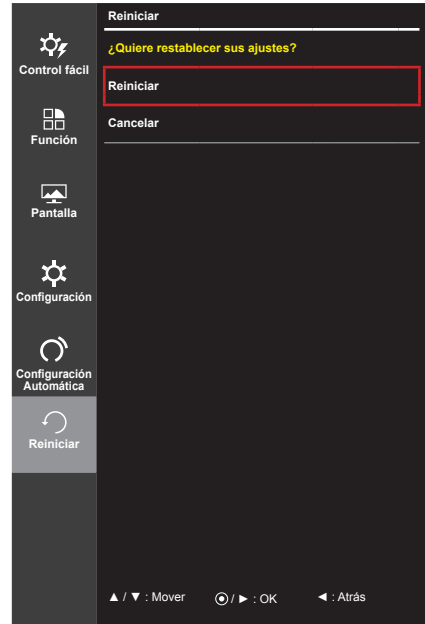 Reiniciar
¿Quiere restablecer sus ajustes?
Reiniciar
Cancelar
Control fácil
Función
Pantalla
Configuración
Configuración
Automática
Reiniciar
▲ / ▼ : Mover ⦿ / ► : OK ◄ : Atrás